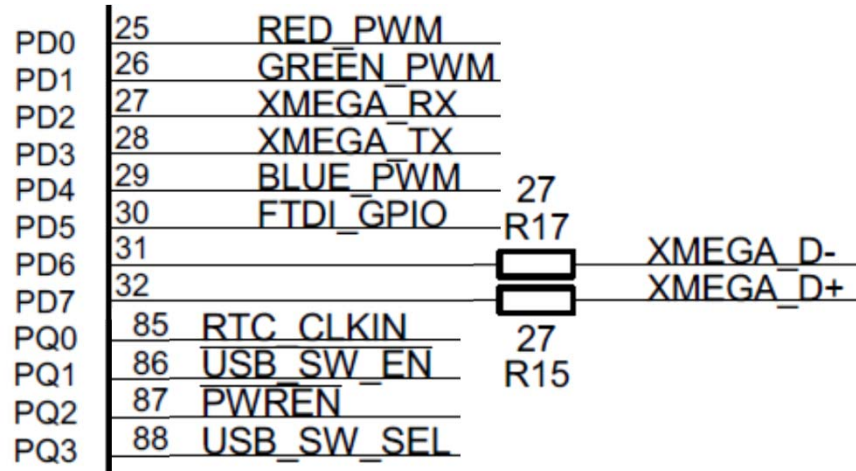 PD0 25 RED_PWM
PD1 26 GREEN_PWM
PD2 27 XMEGA_RX
PD3 28 XMEGA_TX
PD4 29 BLUE_PWM 27
PD5 30 FTDI_GPIO R17
PD6 31 XMEGA_D-
PD7 32 XMEGA_D+
PQ0 85 RTC_CLKIN 27
PQ1 86 USB_SW_EN R15
PQ2 87 PWREN
PQ3 88 USB_SW_SEL